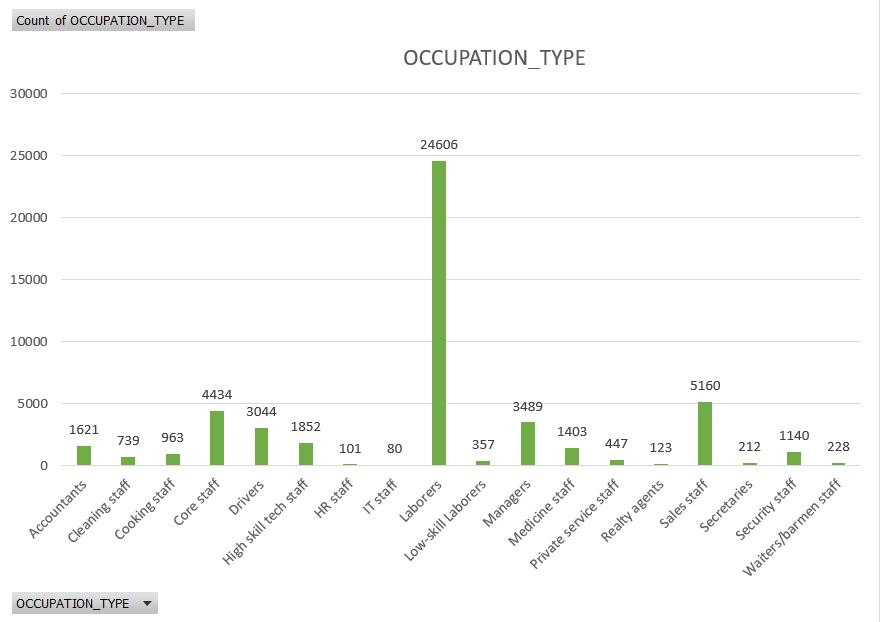 Count of OCCUPATION_TYPE
OCCUPATION_TYPE
30000
25000
20000
15000
10000
5000
0
1621
739
963
4434
3044
1852
101
80
24606
357
3489
1403
447
123
5160
212
1140
228
Accountants
Cleaning staff
Cooking staff
Core staff
Drivers
High skill tech staff
HR staff
IT staff
Laborers
Low-skill Laborers
Managers
Medicine staff
Private service staff
Realty agents
Sales staff
Secretaries
Security staff
Waiters/barmen staff
OCCUPATION_TYPE